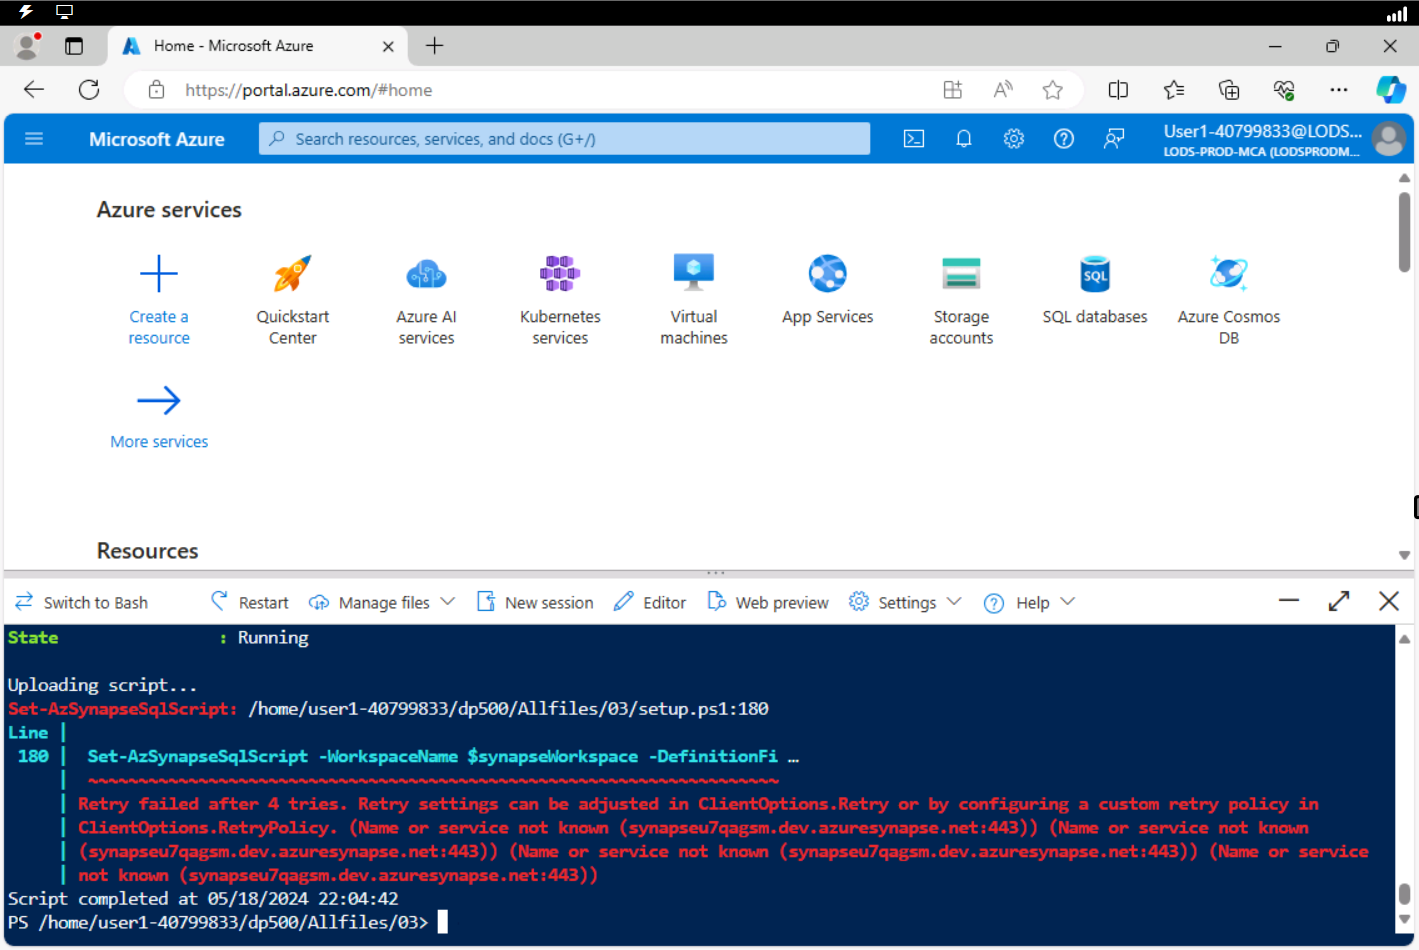 Home - Microsoft Azure
https://portal.azure.com/#home
Microsoft Azure
Search resources, services, and docs (G+/)
User1-40799833@LODS...
LODS-PROD-MCA (LODSPRODM...
Azure services
Create a resource
Quickstart Center
Azure AI services
Kubernetes services
Virtual machines
App Services
Storage accounts
SQL
SQL databases
Azure Cosmos DB
More services
Resources
Switch to Bash
Restart
Manage files
New session
Editor
Web preview
Settings
Help
State : Running
Uploading script...
Set-AzSynapseSqlScript: /home/user1-40799833/dp500/Allfiles/03/setup.ps1:180
Line |
180 | Set-AzSynapseSqlScript -WorkspaceName $synapseWorkspace -DefinitionFi …
| ~~~~~~~~~~~~~~~~~~~~~~~~~~~~~~~~~~~~~~~~~~~~~~~~~~~~~~~~~~~~~~~~~~~~~
| Retry failed after 4 tries. Retry settings can be adjusted in ClientOptions.Retry or by configuring a custom retry policy in
| ClientOptions.RetryPolicy. (Name or service not known (synapseu7qagsm.dev.azuresynapse.net:443)) (Name or service not known
| (synapseu7qagsm.dev.azuresynapse.net:443)) (Name or service not known (synapseu7qagsm.dev.azuresynapse.net:443)) (Name or service
| not known (synapseu7qagsm.dev.azuresynapse.net:443))
Script completed at 05/18/2024 22:04:42
PS /home/user1-40799833/dp500/Allfiles/03>